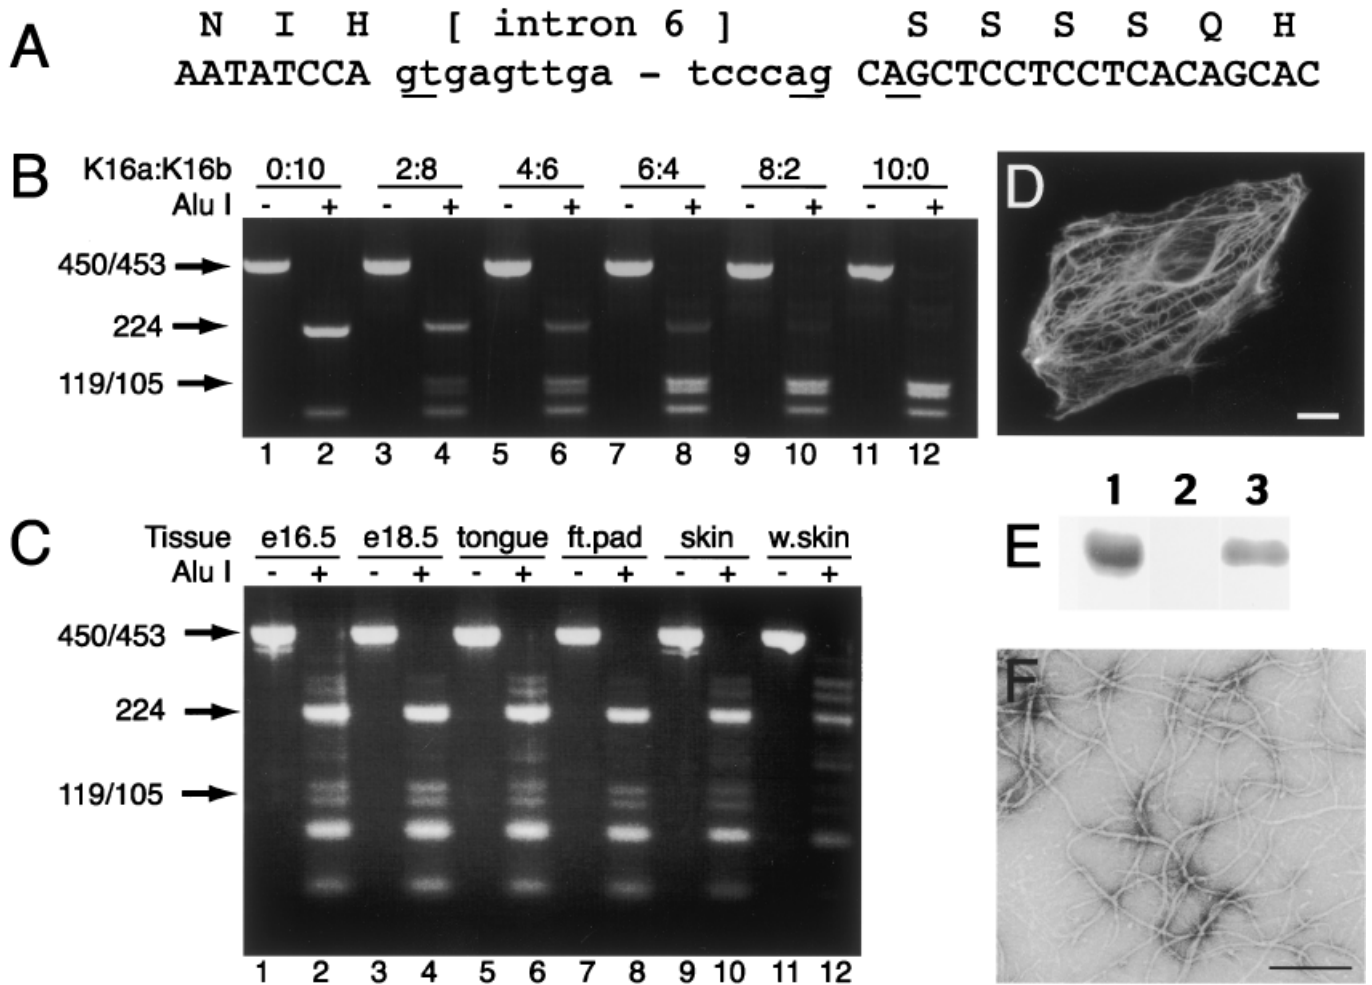 A
N I H [ intron 6 ] S S S S Q H
AATATCCA gtgagttga – tcccag CAGCTCCTCCTCACAGCAC
B
K16a:K16b 0:10 2:8 4:6 6:4 8:2 10:0
Alu I - + - + - + - + - + - +
450/453
224
119/105
1 2 3 4 5 6 7 8 9 10 11 12
C
Tissue e16.5 e18.5 tongue ft.pad skin w.skin
Alu I - + - + - + - + - + - +
450/453
224
119/105
1 2 3 4 5 6 7 8 9 10 11 12
D
1 2 3
E
F